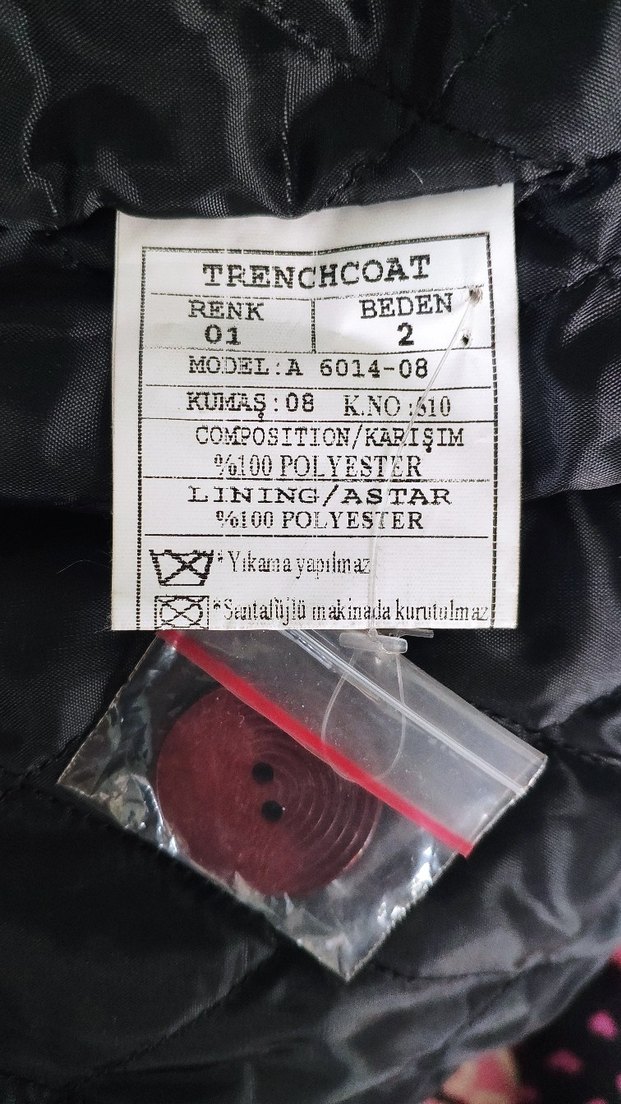 TRENCHCOAT
RENK BEDEN
01 2
MODEL:A 6014-08
KUMAŞ:08 K.NO:610
COMPOSITION/KARIŞIM
%100 POLYESTER
LINING/ASTAR
%100 POLYESTER
*Yıkama yapılmaz
*Santafüjlü makinada kurutulmaz